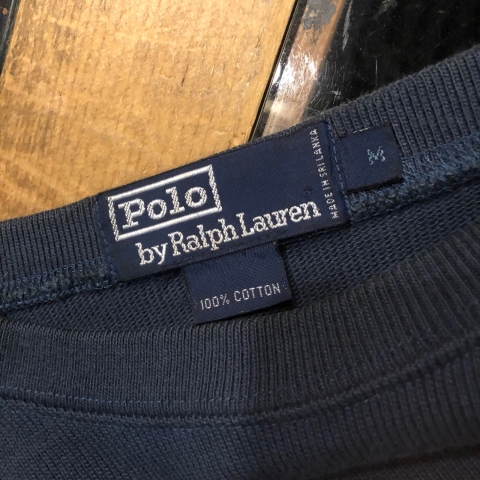 Polo
by Ralph Lauren
MADE IN SRI LANKA
M
100% COTTON